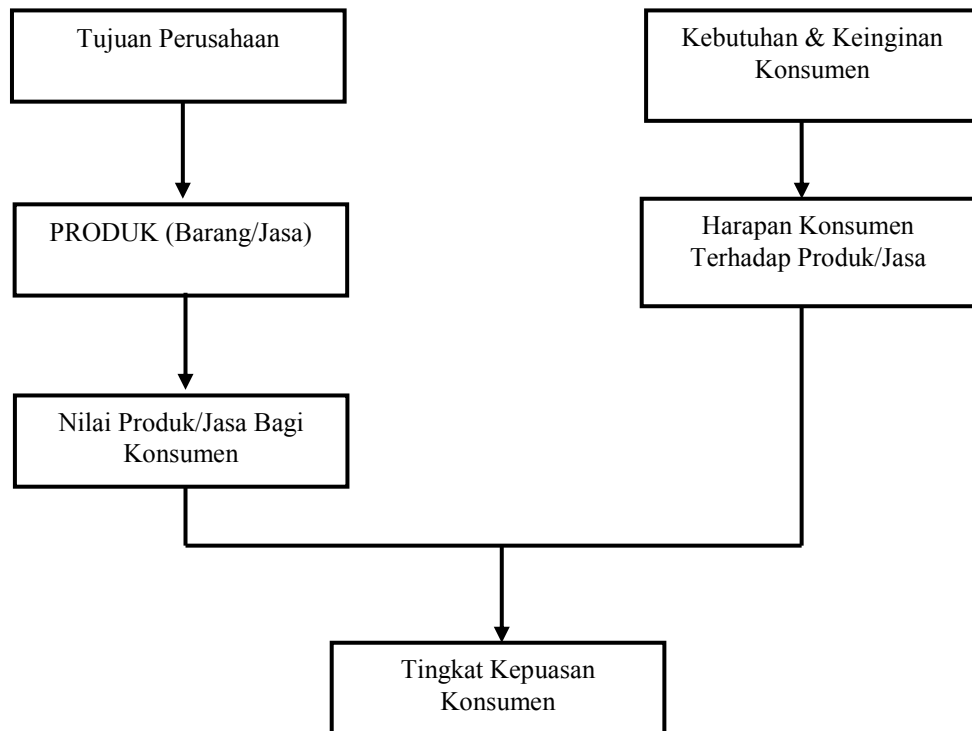 Tujuan Perusahaan
Kebutuhan & Keinginan
Konsumen
PRODUK (Barang/Jasa)
Harapan Konsumen
Terhadap Produk/Jasa
Nilai Produk/Jasa Bagi
Konsumen
Tingkat Kepuasan
Konsumen